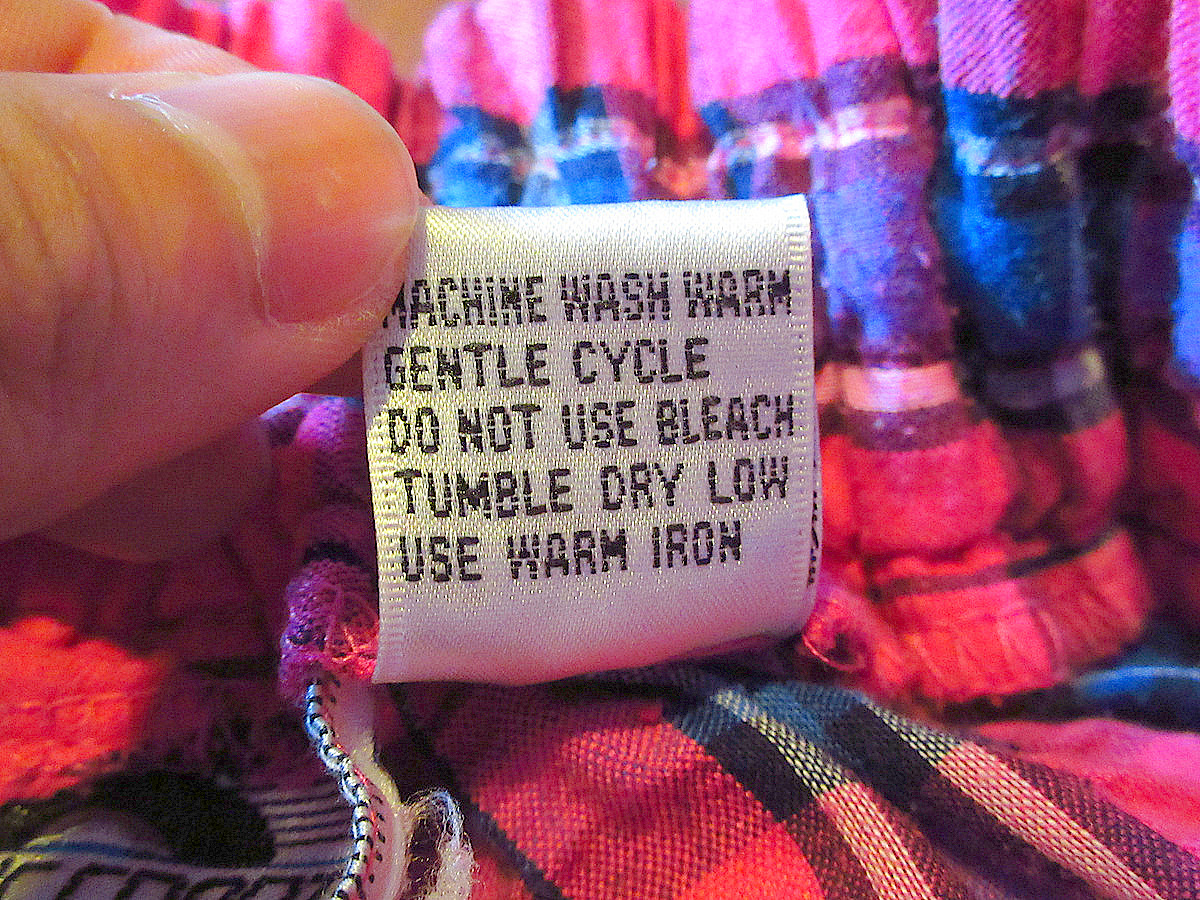 MACHINE WASH WARM
GENTLE CYCLE
DO NOT USE BLEACH
TUMBLE DRY LOW
USE WARM IRON